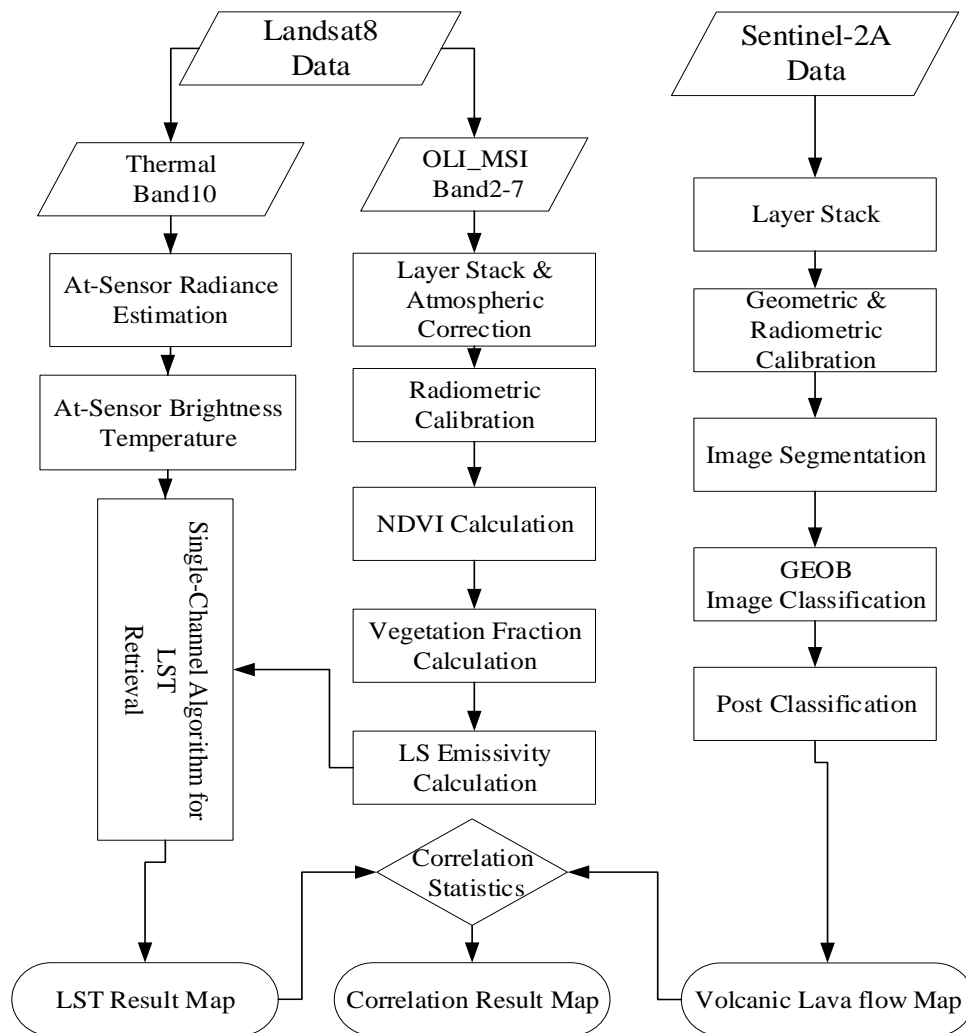 Landsat8
Data
Sentinel-2A
Data
Thermal
Band10
OLI_MSI
Band2-7
Layer Stack
At-Sensor Radiance
Estimation
Layer Stack &
Atmospheric
Correction
Geometric &
Radiometric
Calibration
At-Sensor Brightness
Temperature
Radiometric
Calibration
Image Segmentation
Single-Channel Algorithm for
LST
Retrieval
NDVI Calculation
GEOB
Image Classification
Vegetation Fraction
Calculation
Post Classification
LS Emissivity
Calculation
Correlation
Statistics
LST Result Map
Correlation Result Map
Volcanic Lava flow Map